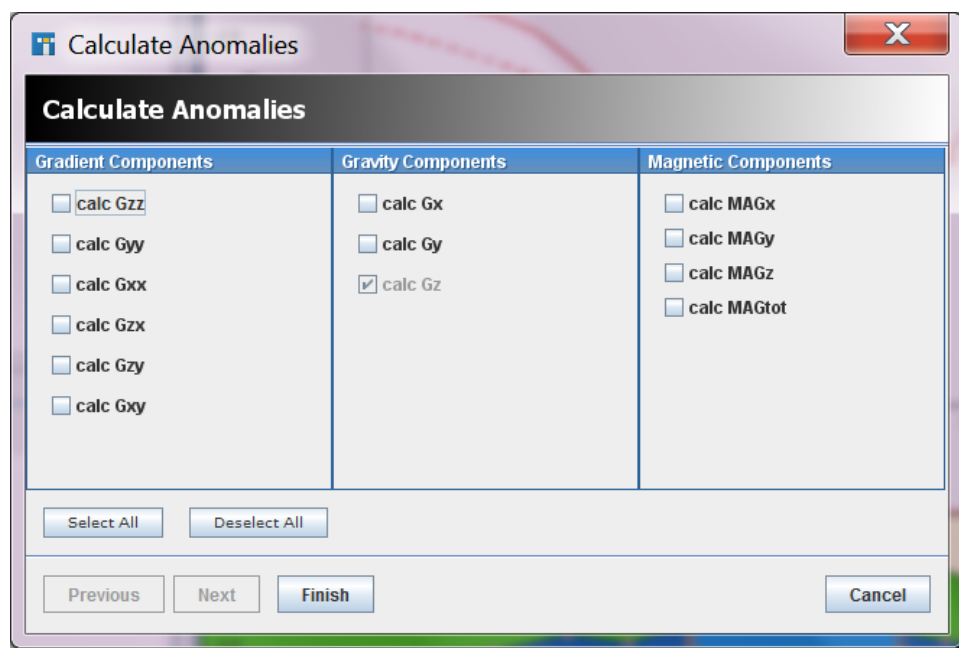 Calculate Anomalies
Calculate Anomalies
Gradient Components
calc Gzz
calc Gyy
calc Gxx
calc Gzx
calc Gzy
calc Gxy
Gravity Components
calc Gx
calc Gy
calc Gz
Magnetic Components
calc MAGx
calc MAGy
calc MAGz
calc MAGtot
Select All
Deselect All
Previous
Next
Finish
Cancel